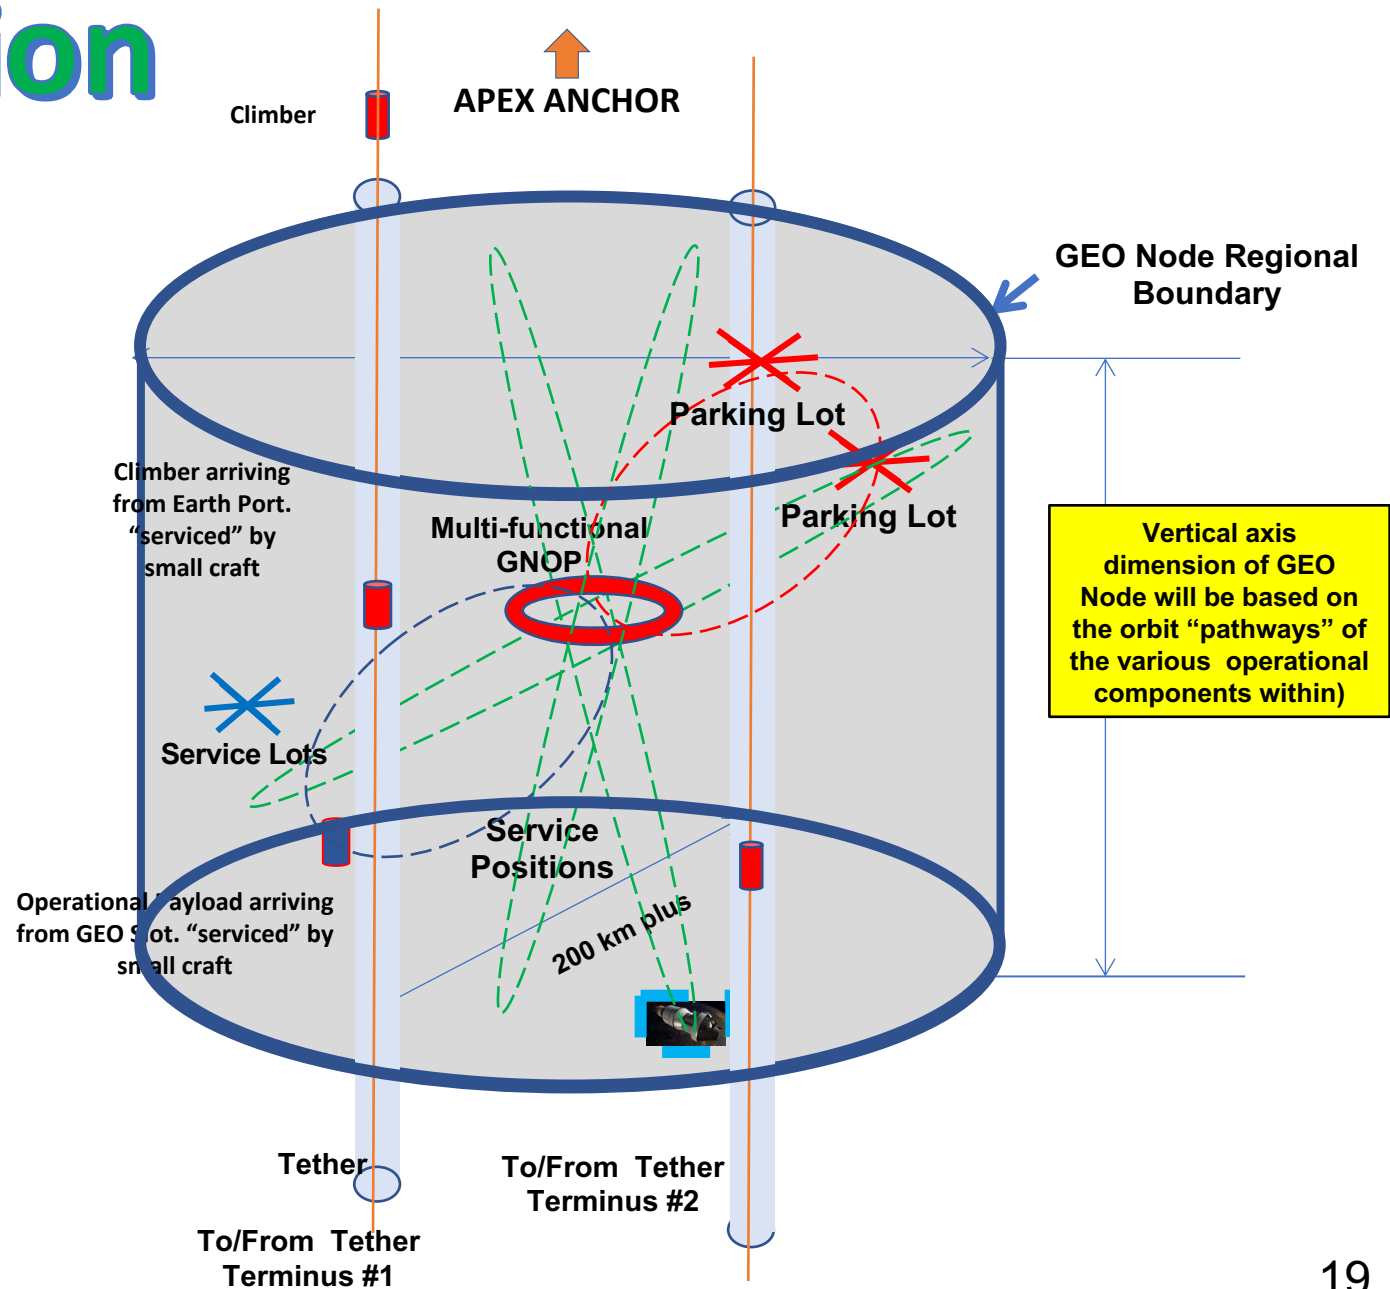 ion
Climber
APEX ANCHOR
GEO Node Regional
Boundary
Parking Lot
Climber arriving
from Earth Port.
“serviced” by
small craft
Multi-functional
GNOP
Parking Lot
Vertical axis
dimension of GEO
Node will be based on
the orbit “pathways” of
the various operational
components within)
Service Lots
Service
Positions
Operational Payload arriving
from GEO Slot. “serviced” by
small craft
200 km plus
Tether
To/From Tether
Terminus #2
To/From Tether
Terminus #1
19